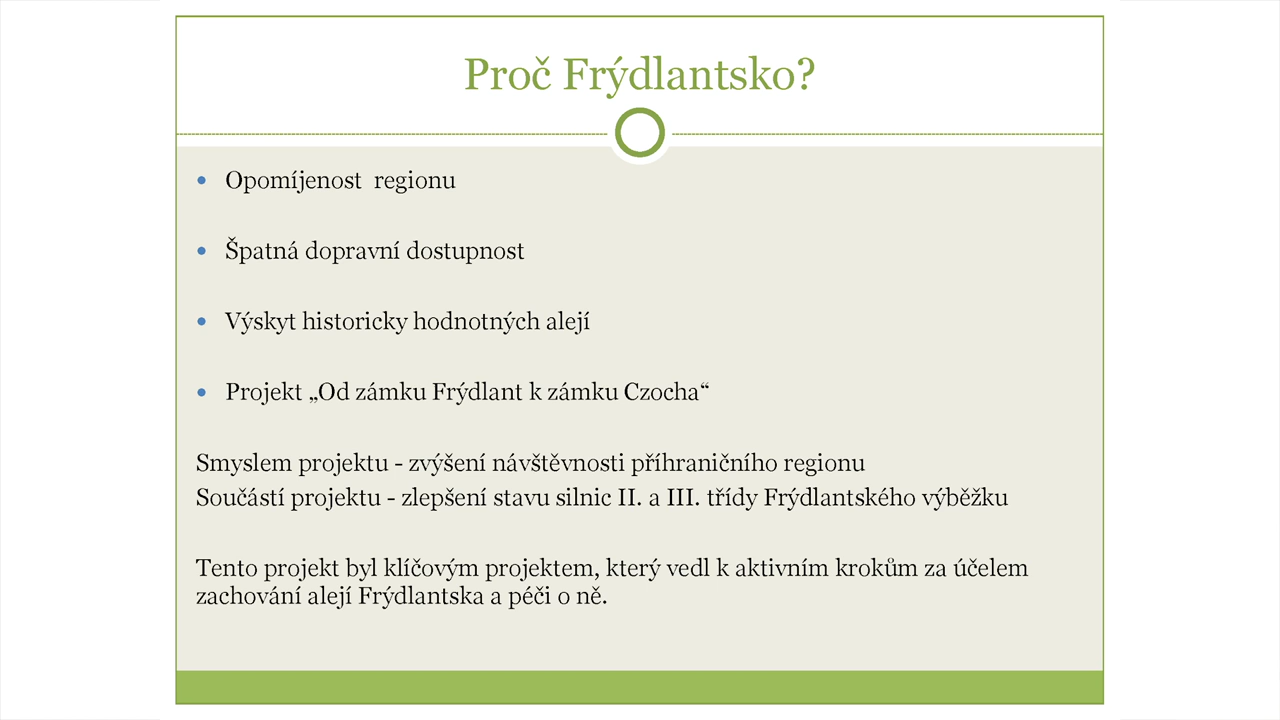 Proč Frýdlantsko?
• Opomíjenost  regionu
• Špatná dopravní dostupnost
• Výskyt historicky hodnotných alejí
• Projekt „Od zámku Frýdlant k zámku Czocha“
Smyslem projektu - zvýšení návštěvnosti příhraničního regionu
Součástí projektu - zlepšení stavu silnic II. a III. třídy Frýdlantského výběžku
Tento projekt byl klíčovým projektem, který vedl k aktivním krokům za účelem
zachování alejí Frýdlantska a péči o ně.